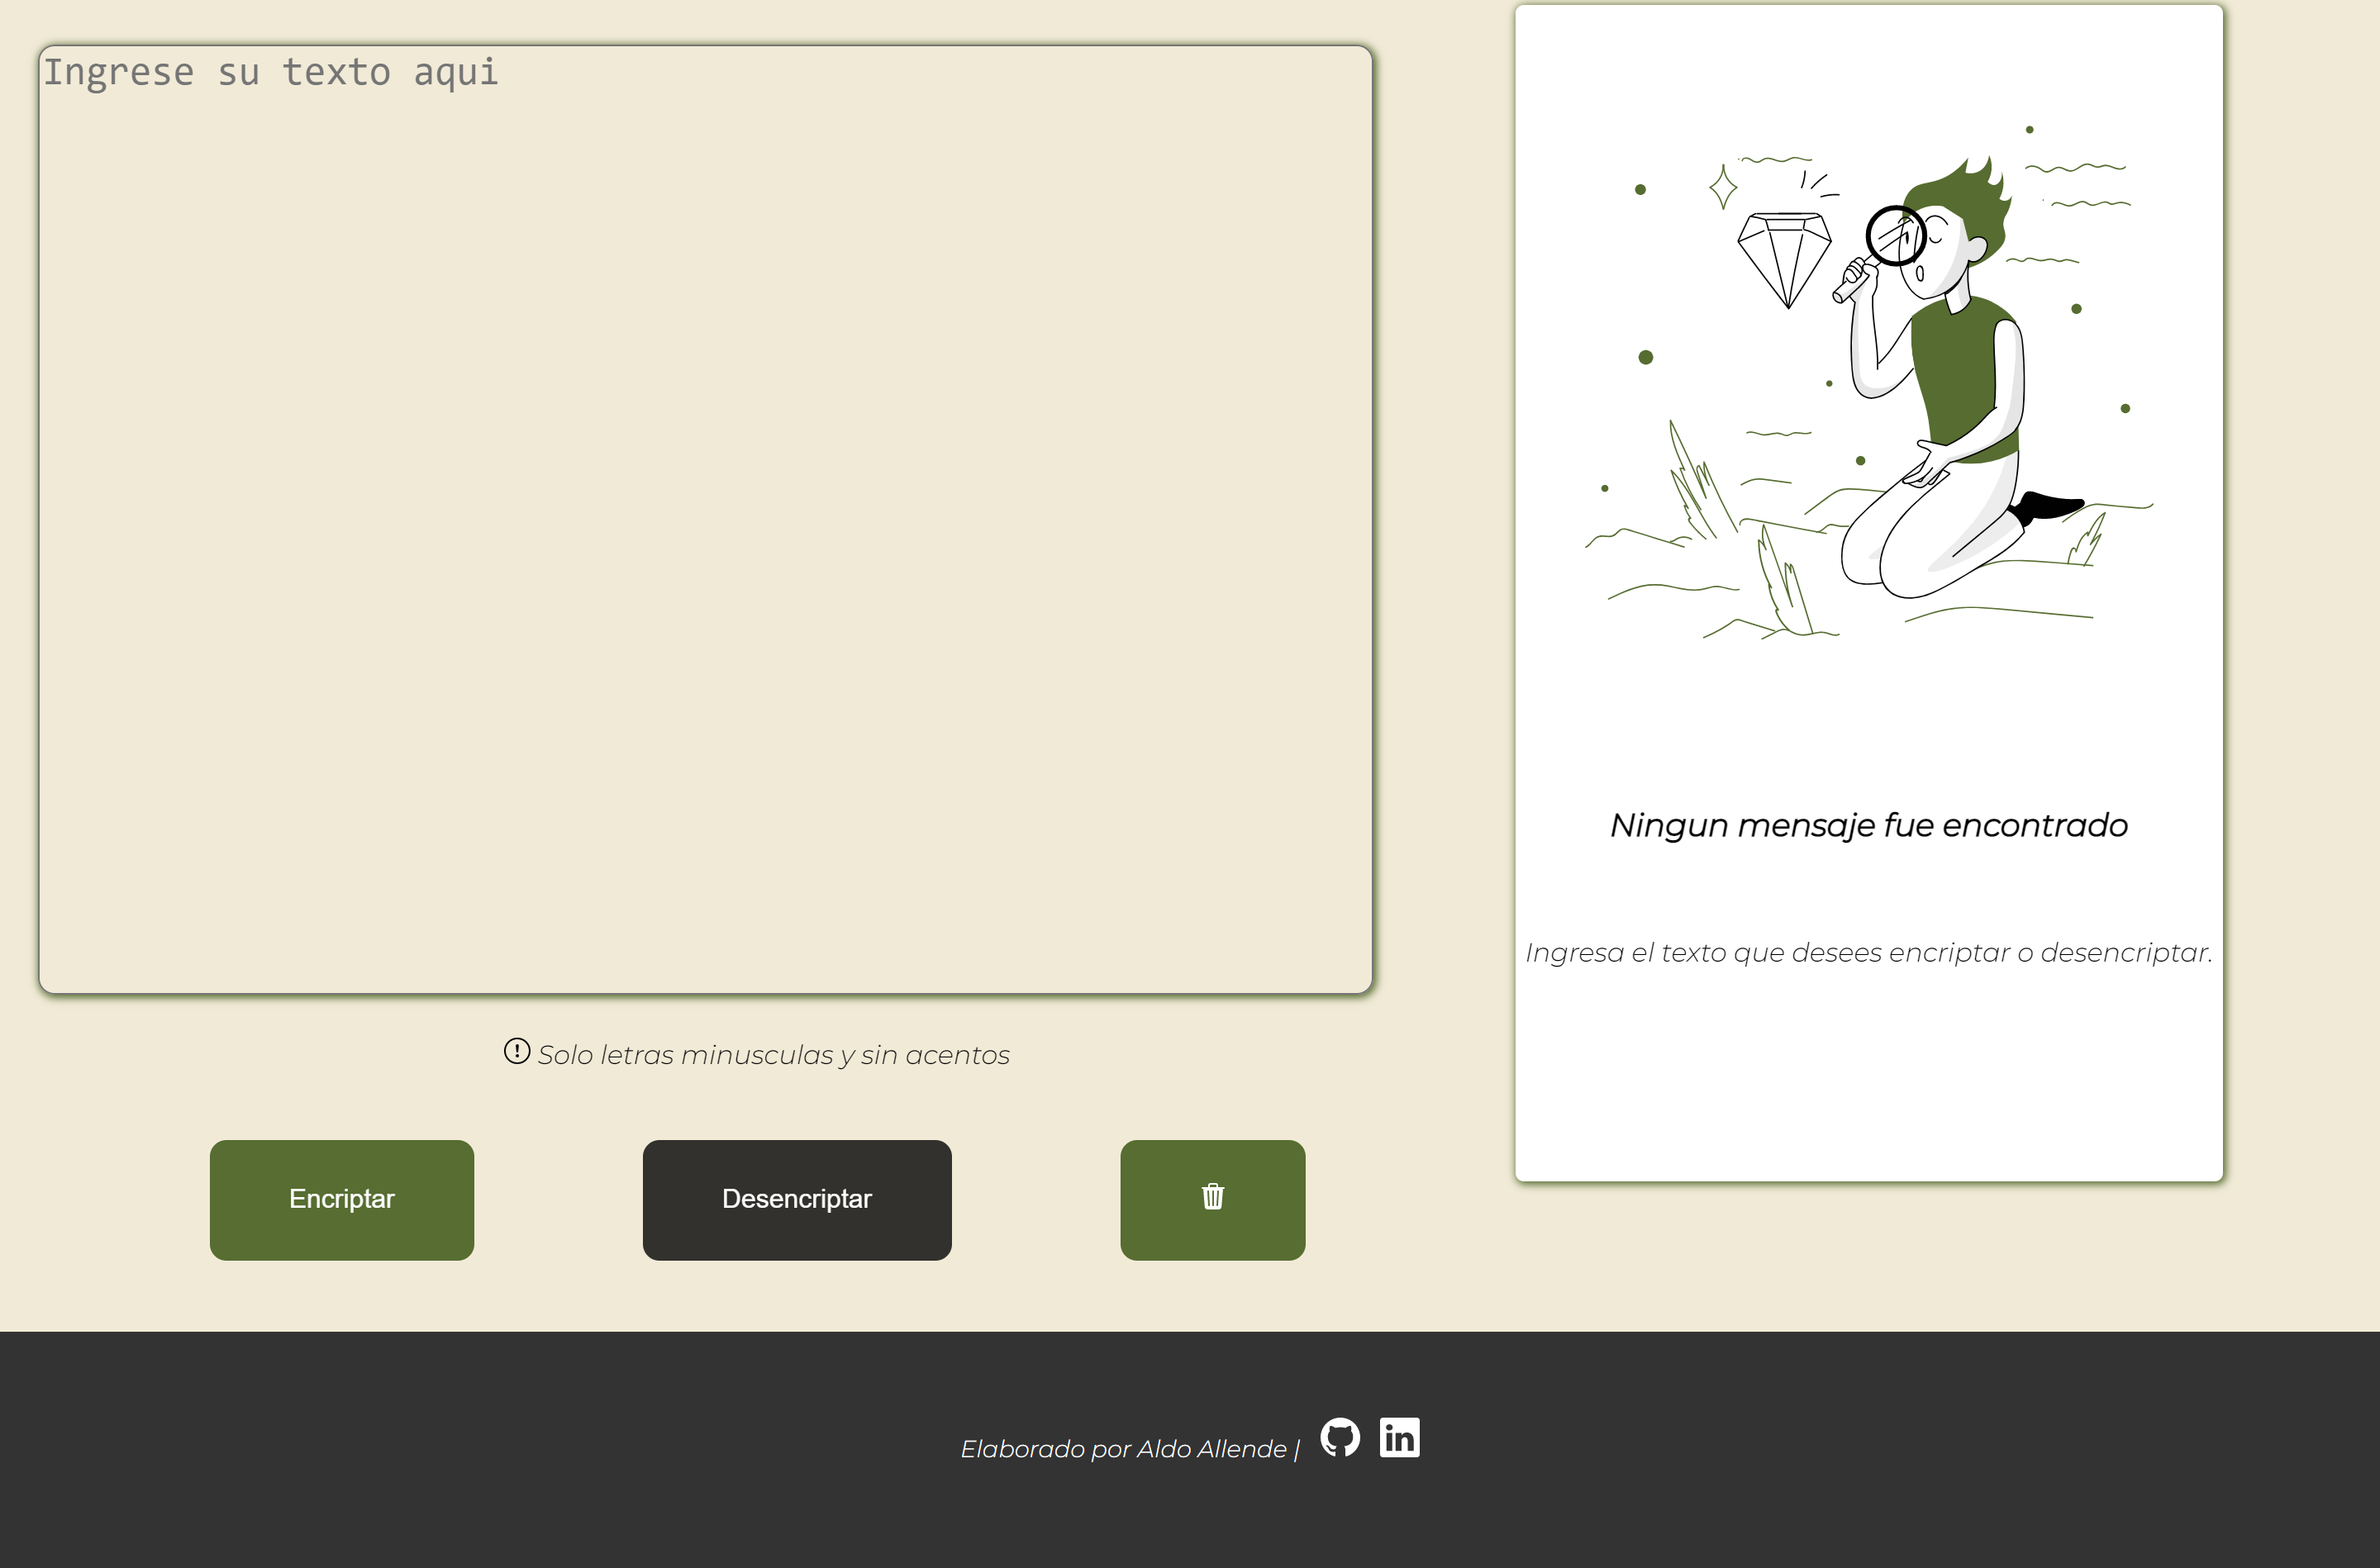 Ingrese su texto aqui
Solo letras minusculas y sin acentos
Encriptar
Desencriptar
Ningun mensaje fue encontrado
Ingresa el texto que desees encriptar o desencriptar.
Elaborado por Aldo Allende |